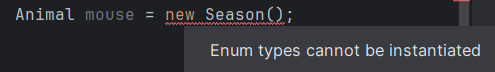 Animal mouse = new Season();
Enum types cannot be instantiated